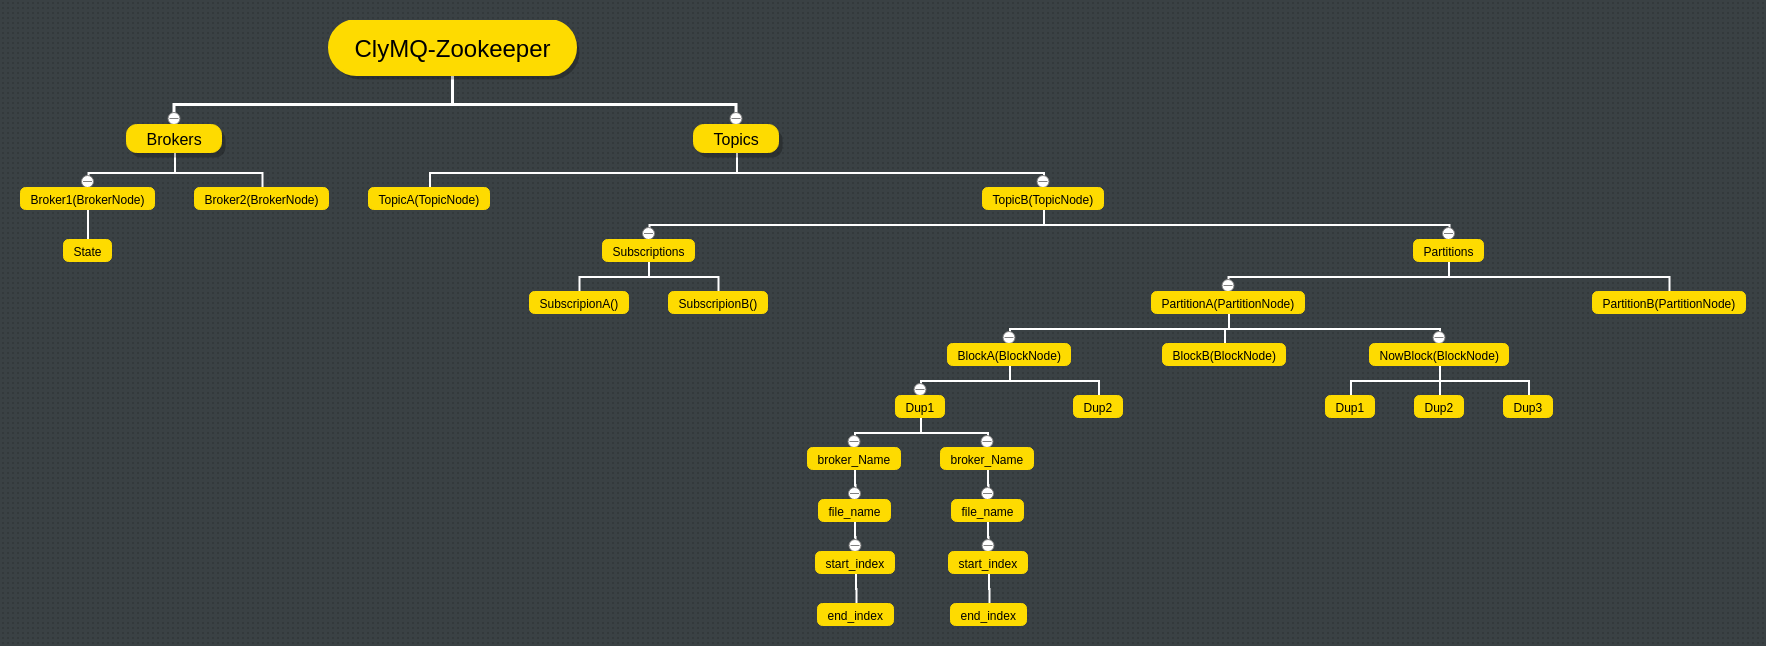 ClyMQ-Zookeeper
Brokers
Topics
Broker1(BrokerNode)
Broker2(BrokerNode)
TopicA(TopicNode)
TopicB(TopicNode)
State
Subscriptions
Partitions
SubscripionA()
SubscripionB()
PartitionA(PartitionNode)
PartitionB(PartitionNode)
BlockA(BlockNode)
BlockB(BlockNode)
NowBlock(BlockNode)
Dup1
Dup2
Dup1
Dup2
Dup3
broker_Name
broker_Name
file_name
file_name
start_index
start_index
end_index
end_index